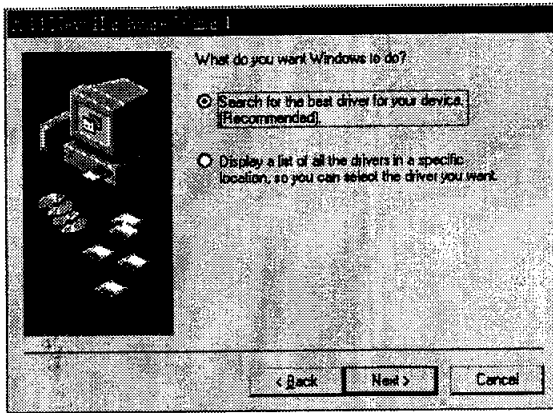 What do you want Windows to do?
Search for the best driver for your device.
(Recommended).
Display a list of all the drivers in a specific
location, so you can select the driver you want.
< Back
Next >
Cancel